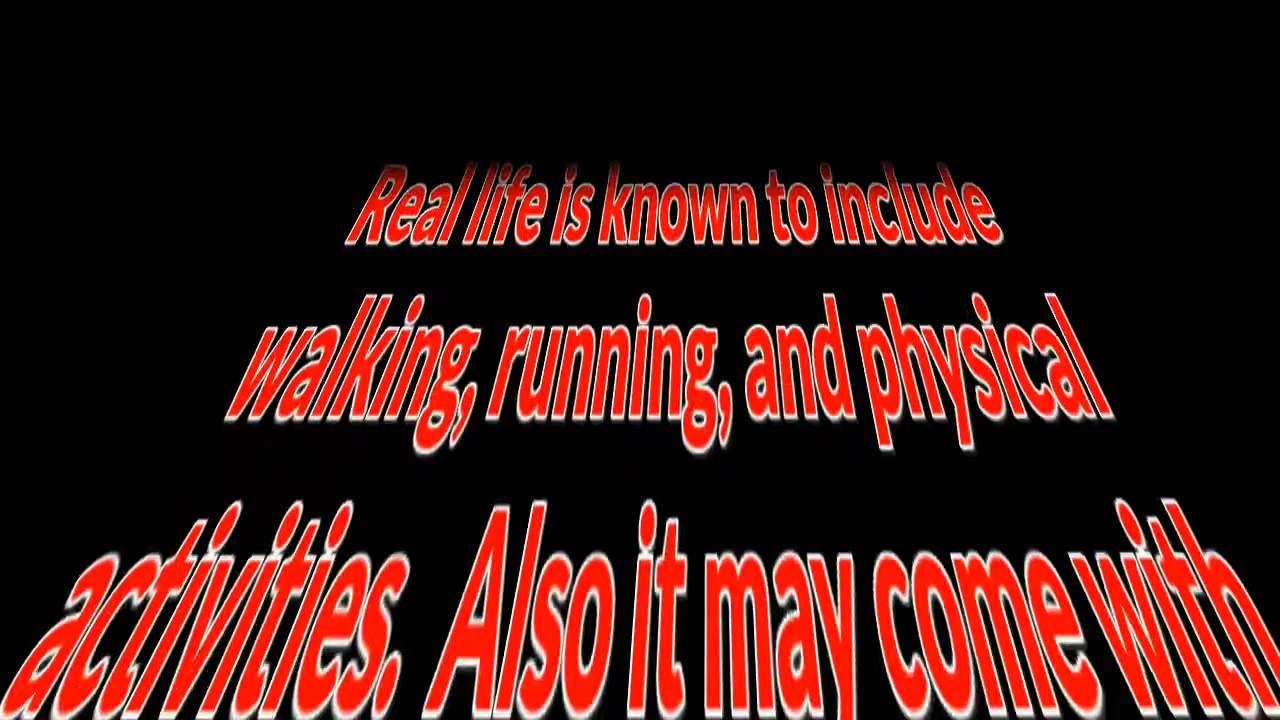 Real life is known to include
walking, running, and physical
activities. Also it may come with